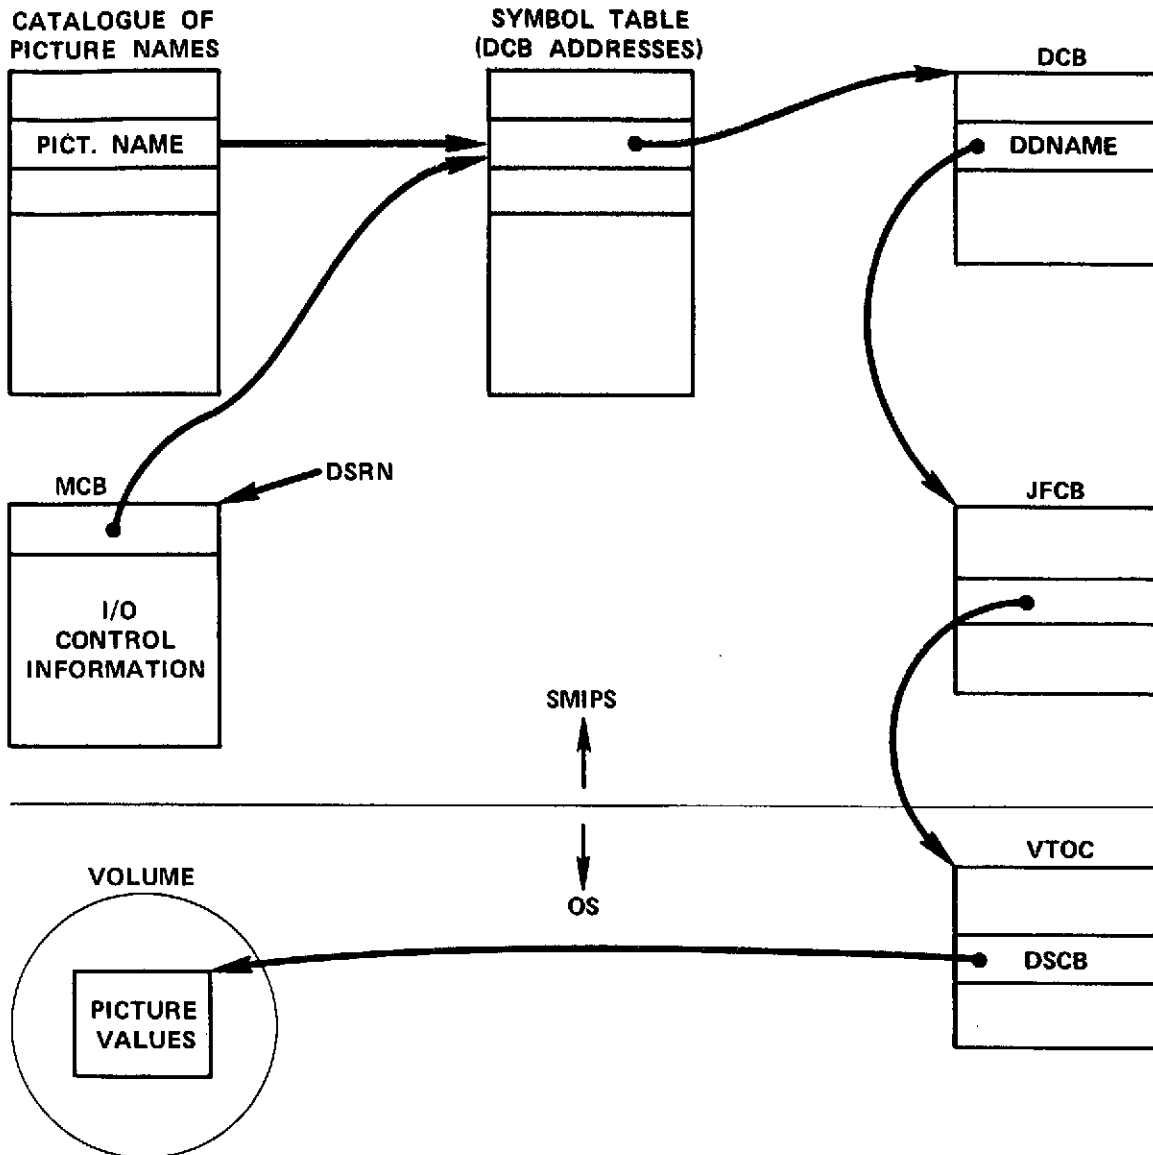 CATALOGUE OF
PICTURE NAMES
SYMBOL TABLE
(DCB ADDRESSES)
DCB
PICT. NAME
DDNAME
MCB
DSRN
JFCB
I/O
CONTROL
INFORMATION
SMIPS
VTOC
VOLUME
OS
DSCB
PICTURE
VALUES